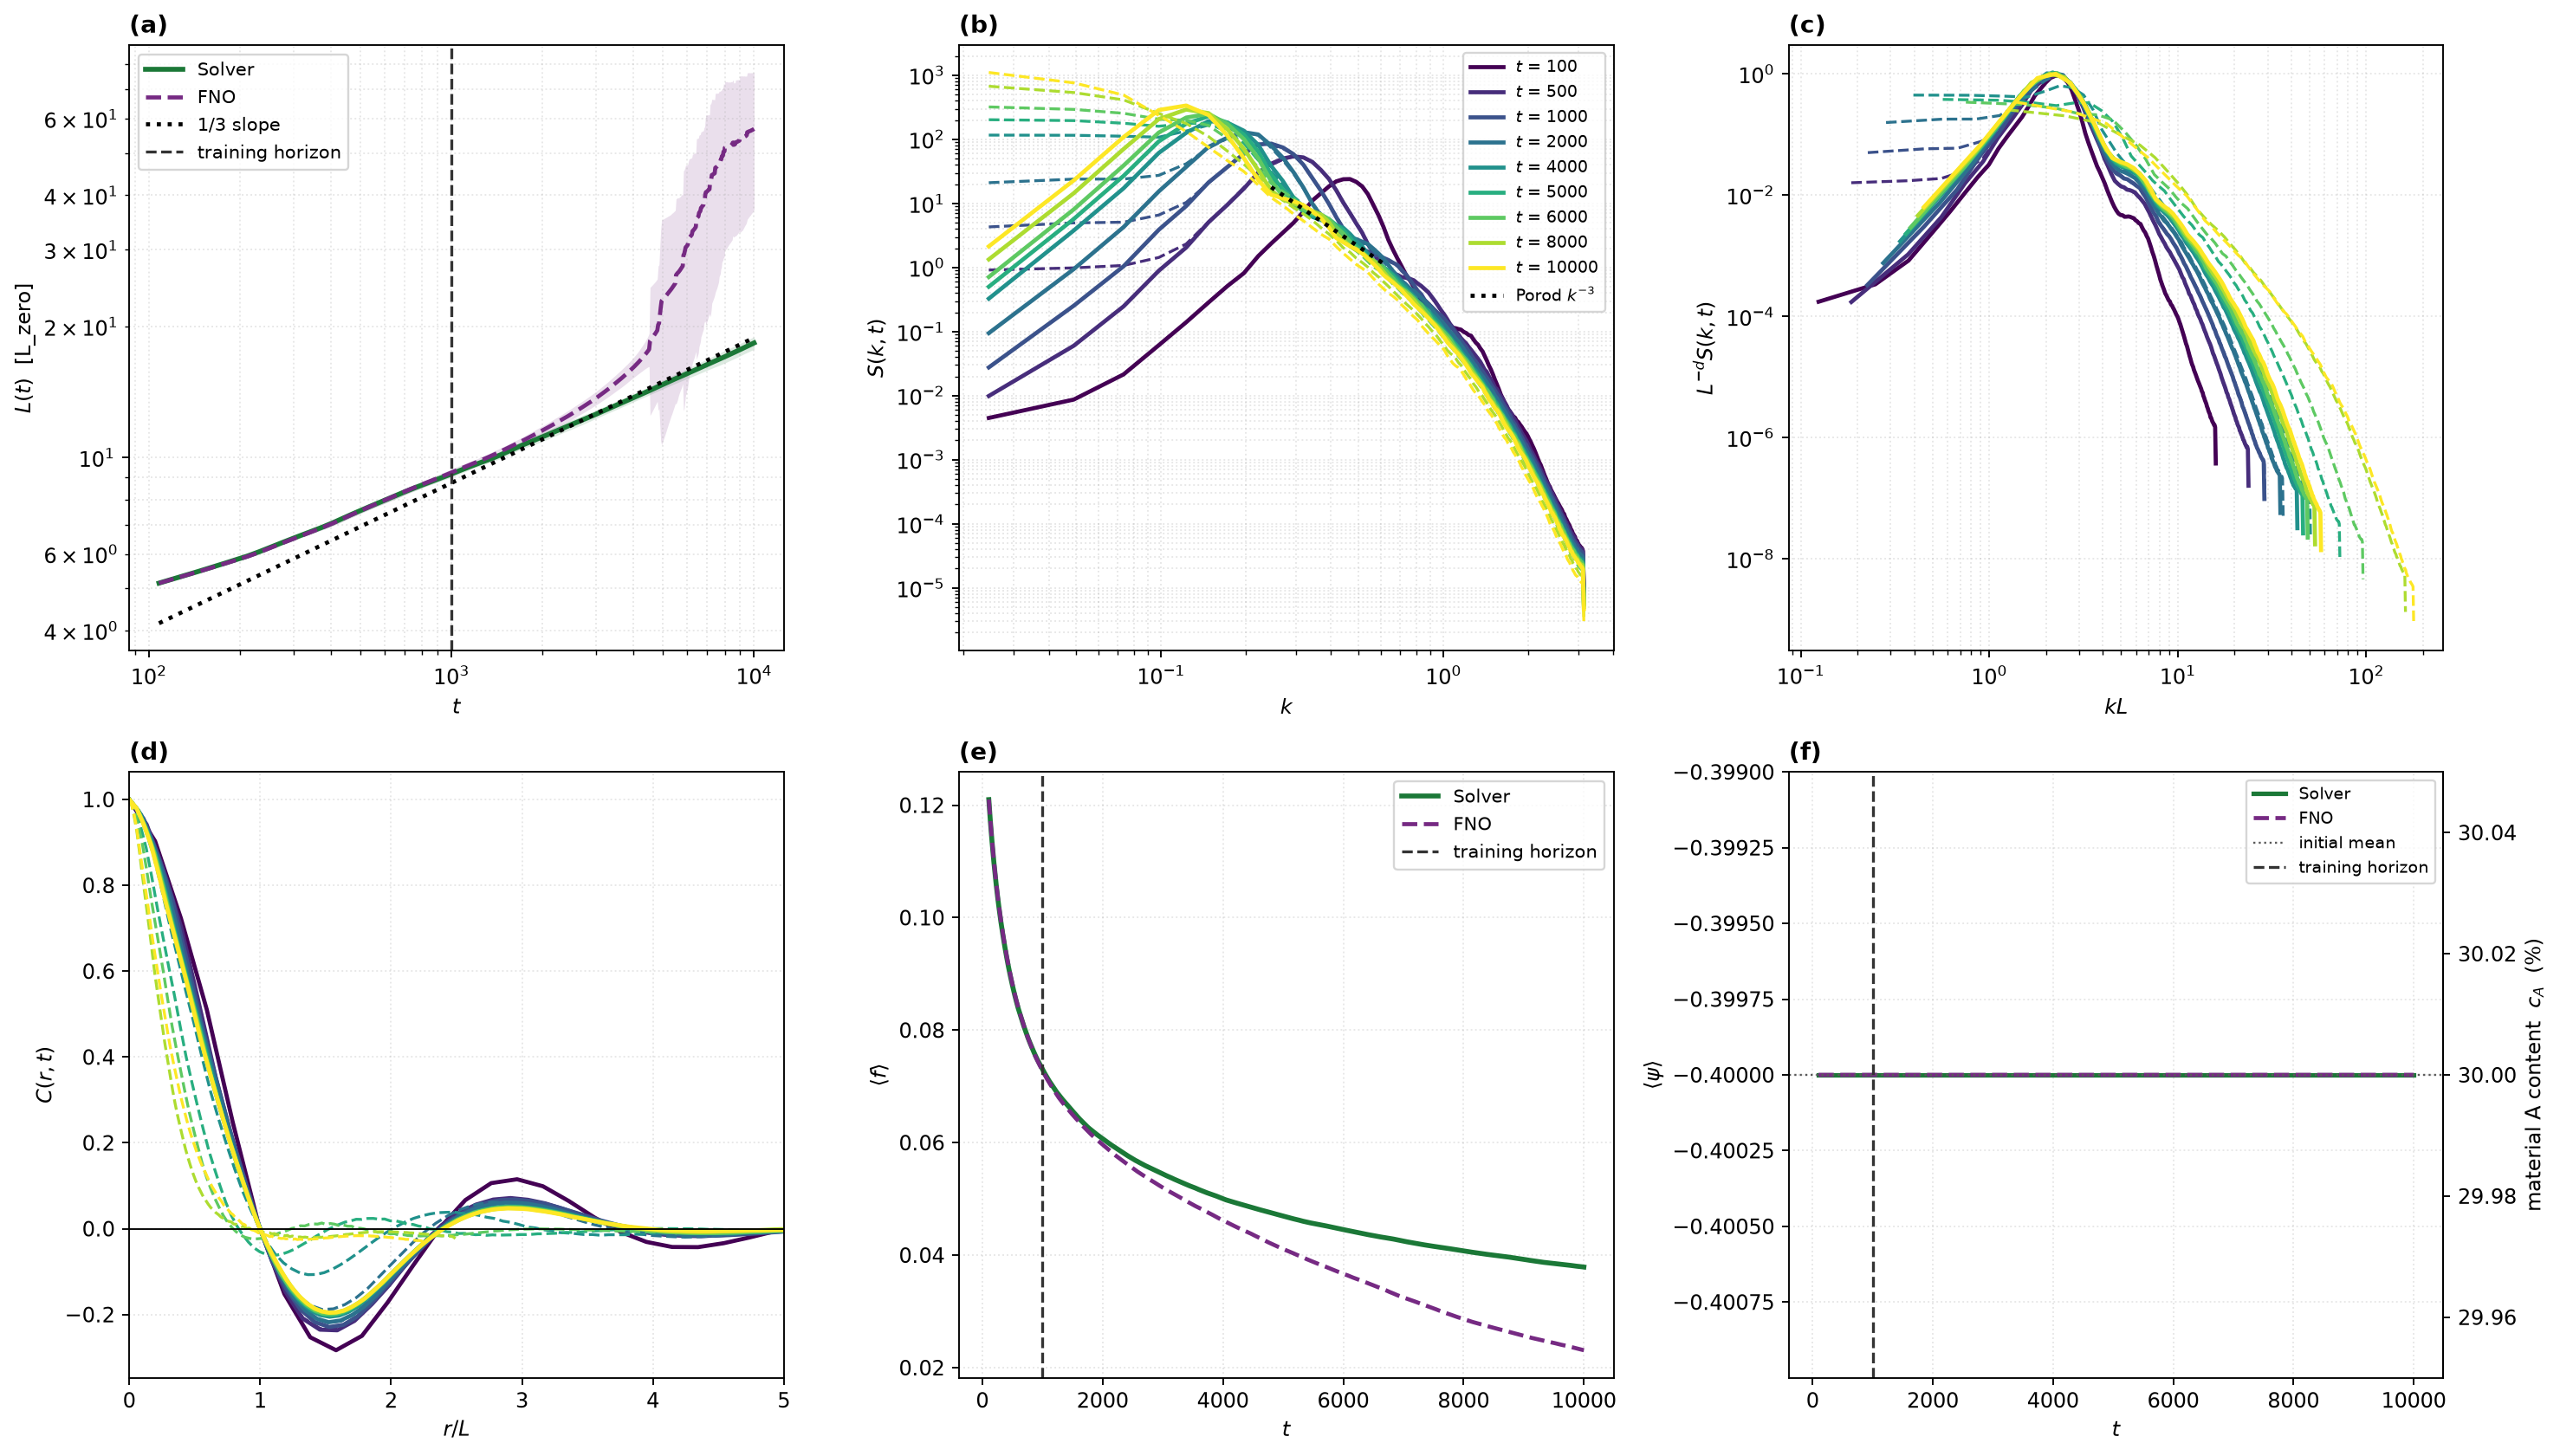 (a)
Solver
FNO
1/3 slope
training horizon
6 × 10¹
4 × 10¹
3 × 10¹
2 × 10¹
10¹
6 × 10⁰
4 × 10⁰
L(t) [L_zero]
10² 10³ 10⁴
t
(b)
t = 100
t = 500
t = 1000
t = 2000
t = 4000
t = 5000
t = 6000
t = 8000
t = 10000
Porod k⁻³
10³
10²
10¹
10⁰
10⁻¹
10⁻²
10⁻³
10⁻⁴
10⁻⁵
S(k, t)
10⁻¹ 10⁰
k
(c)
10⁰
10⁻²
10⁻⁴
10⁻⁶
10⁻⁸
L⁻ᵈS(k, t)
10⁻¹ 10⁰ 10¹ 10²
kL
(d)
1.0
0.8
0.6
0.4
0.2
0.0
−0.2
C(r, t)
0 1 2 3 4 5
r/L
(e)
Solver
FNO
training horizon
0.12
0.10
0.08
0.06
0.04
0.02
⟨f⟩
0 2000 4000 6000 8000 10000
t
(f)
Solver
FNO
initial mean
training horizon
−0.39900
−0.39925
−0.39950
−0.39975
−0.40000
−0.40025
−0.40050
−0.40075
⟨ψ⟩
30.04
30.02
30.00
29.98
29.96
material A content c_A (%)
0 2000 4000 6000 8000 10000
t